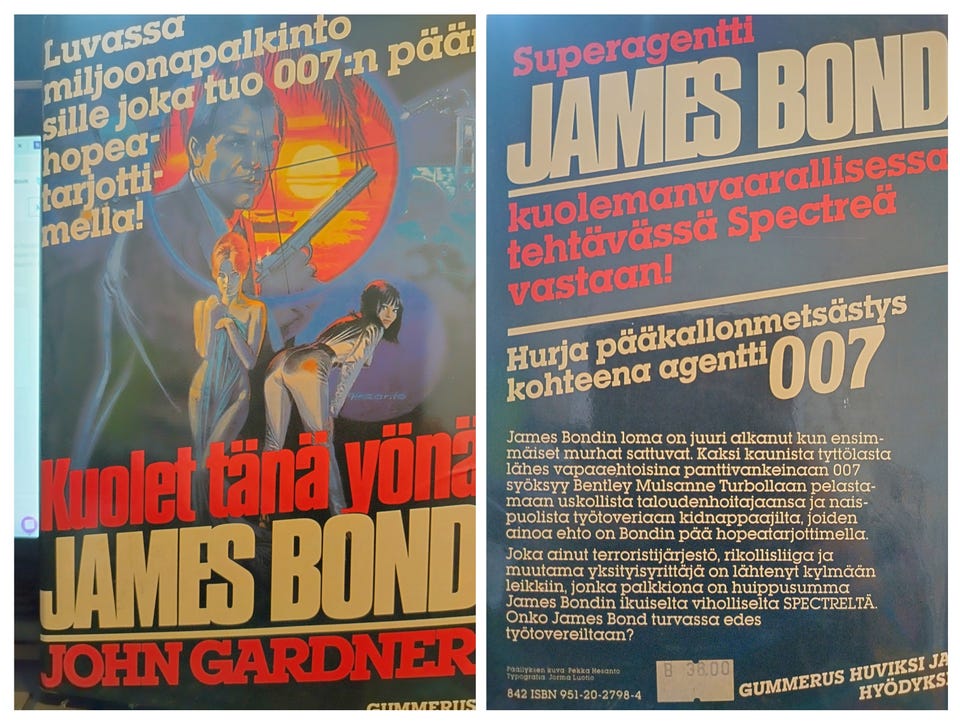 Luvassa
miljoonapalkinto
sille joka tuo 007:n pää
hopea-
tarjotti-
mella!
Hesanto
Kuolet tänä yönä
JAMES BOND
JOHN GARDNER
GUMMERUS
Superagentti
JAMES BOND
kuolemanvaarallisessa
tehtävässä Spectreä
vastaan!
Hurja pääkallonmetsästys
kohteena agentti 007
James Bondin loma on juuri alkanut kun ensim-
mäiset murhat sattuvat. Kaksi kaunista tyttölasta
lähes vapaaehtoisina panttivankeinaan 007
syöksyy Bentley Mulsanne Turbollaan pelasta-
maan uskollista taloudenhoitajaansa ja nais-
puolista työtoveriaan kidnappaajilta, joiden
ainoa ehto on Bondin pää hopeatarjottimella.
Joka ainut terroristijärjestö, rikollisliiga ja
muutama yksityisyrittäjä on lähtenyt kylmään
leikkiin, jonka palkkiona on huippusumma
James Bondin ikuiselta viholliselta SPECTRELTÄ.
Onko James Bond turvassa edes
työtovereiltaan?
Päällyksen kuva: Pekka Hesanto
Typografia: Jorma Luotio
B 36.00
842 ISBN 951-20-2798-4
GUMMERUS HUVIKSI JA
HYÖDYKS